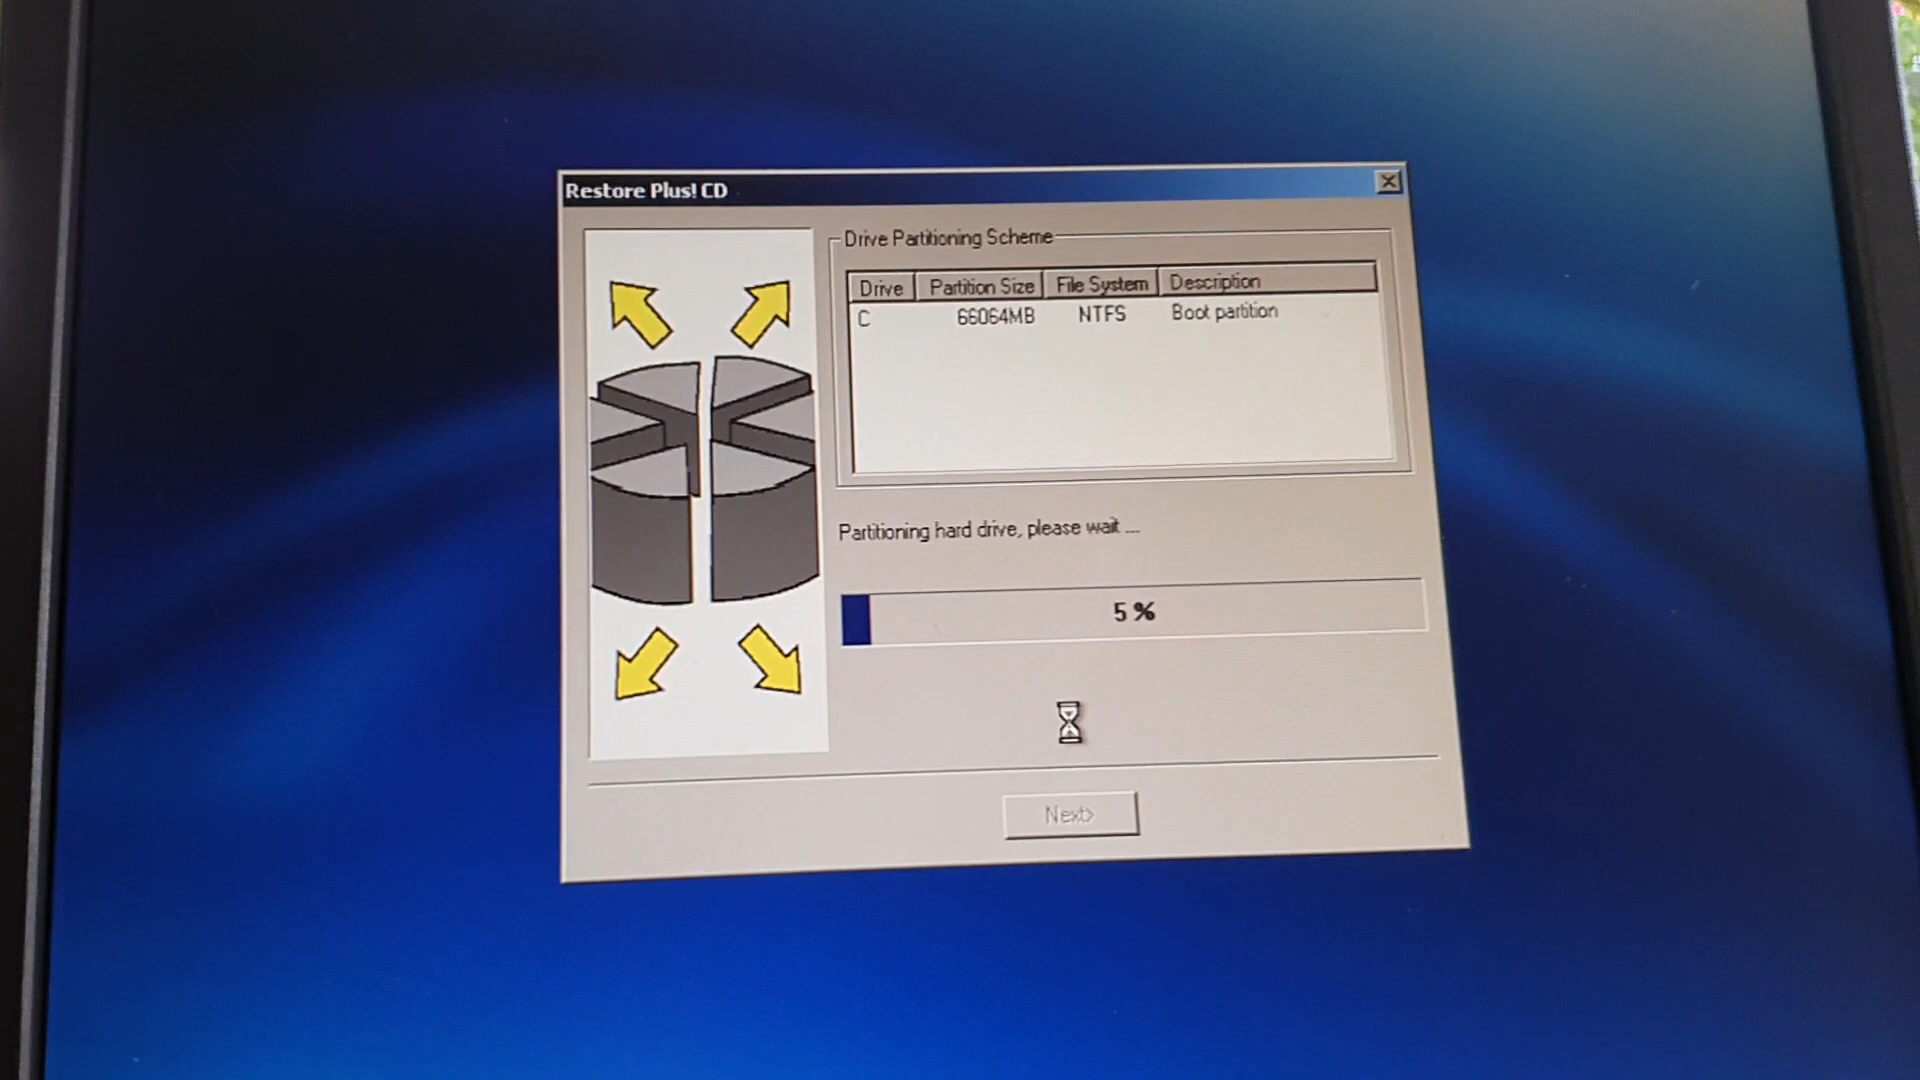 Restore Plus! CD
Drive Partitioning Scheme
Drive Partition Size File System Description
C 66064MB NTFS Boot partition
Partitioning hard drive, please wait ...
5 %
Next>